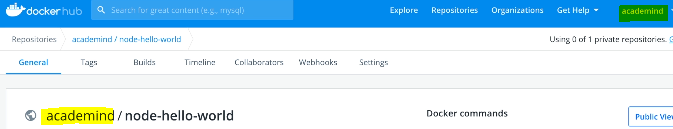 docker hub Search for great content (e.g., mysql) Explore Repositories Organizations Get Help academind
Repositories academind / node-hello-world Using 0 of 1 private repositories.
General Tags Builds Timeline Collaborators Webhooks Settings
academind / node-hello-world Docker commands Public